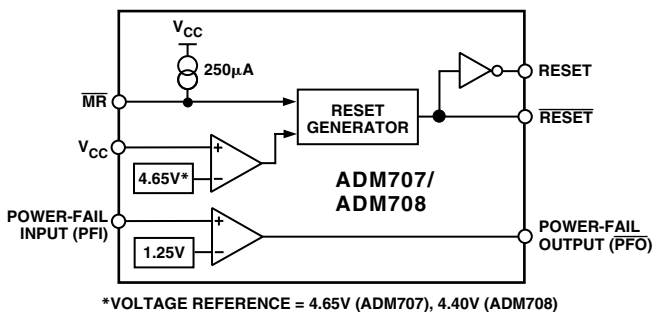 VCC
250µA
MR
VCC
4.65V*
+
−
RESET
GENERATOR
RESET
RESET
ADM707/
ADM708
POWER-FAIL
INPUT (PFI)
1.25V
+
−
POWER-FAIL
OUTPUT (PFO)
*VOLTAGE REFERENCE = 4.65V (ADM707), 4.40V (ADM708)